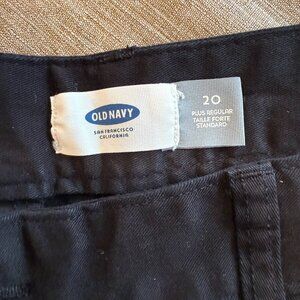 OLD NAVY
SAN FRANCISCO
CALIFORNIA
20
PLUS REGULAR
TAILLE FORTE
STANDARD